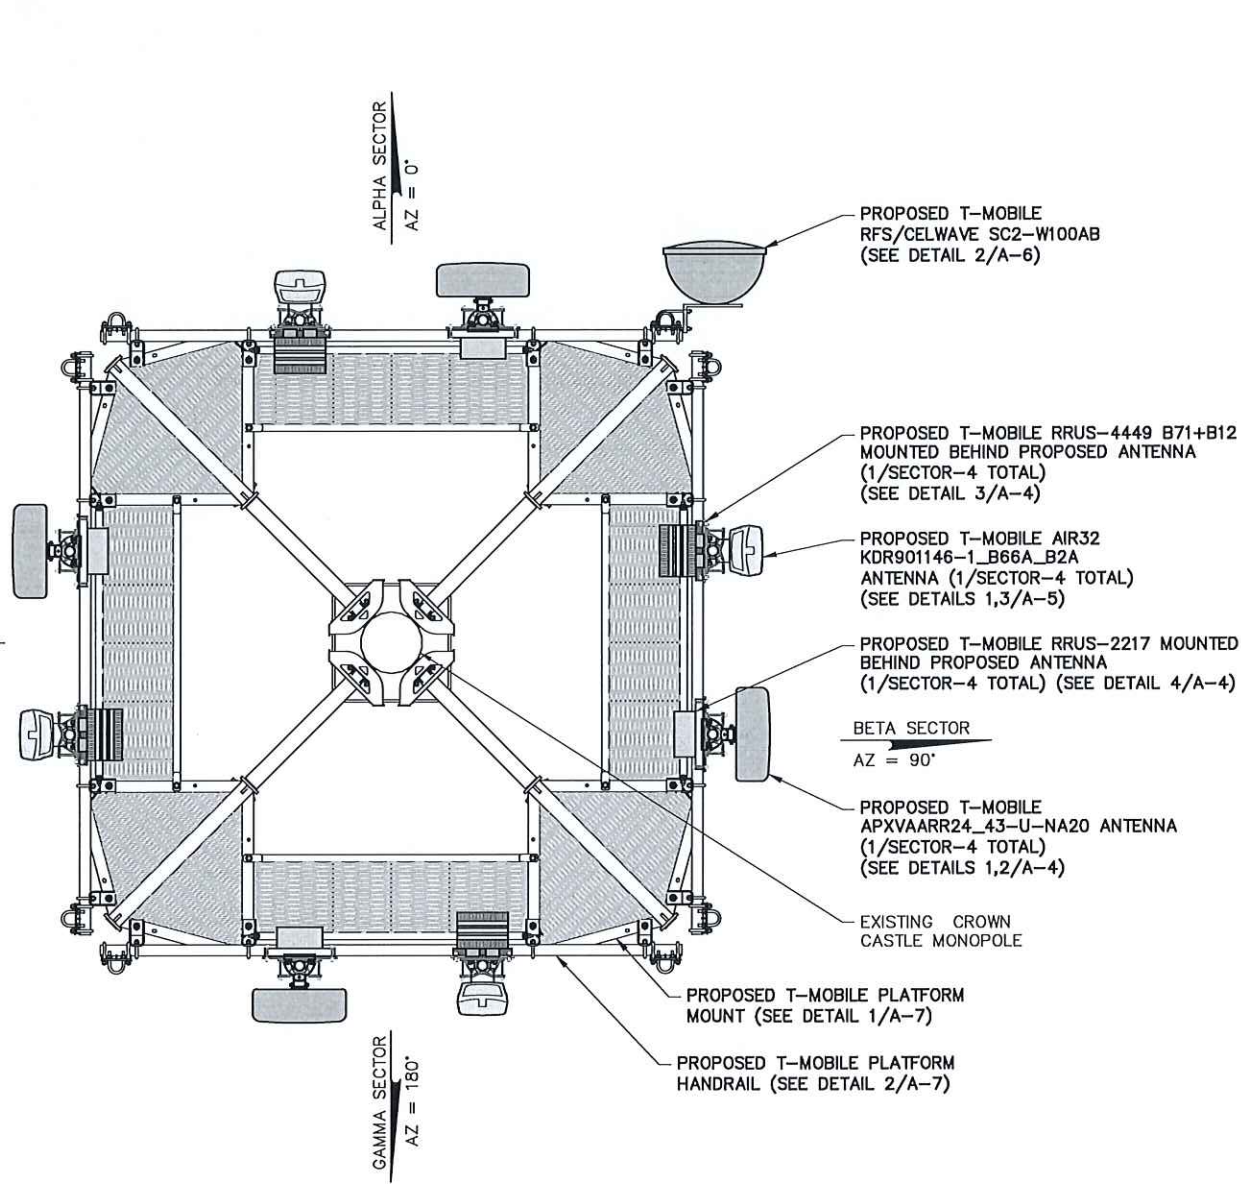 ALPHA SECTOR
AZ = 0°
PROPOSED T-MOBILE
RFS/CELWAVE SC2-W100AB
(SEE DETAIL 2/A-6)
PROPOSED T-MOBILE RRUS-4449 B71+B12
MOUNTED BEHIND PROPOSED ANTENNA
(1/SECTOR-4 TOTAL)
(SEE DETAIL 3/A-4)
PROPOSED T-MOBILE AIR32
KDR901146-1_B66A_B2A
ANTENNA (1/SECTOR-4 TOTAL)
(SEE DETAILS 1,3/A-5)
PROPOSED T-MOBILE RRUS-2217 MOUNTED
BEHIND PROPOSED ANTENNA
(1/SECTOR-4 TOTAL) (SEE DETAIL 4/A-4)
BETA SECTOR
AZ = 90°
PROPOSED T-MOBILE
APXVAARR24_43-U-NA20 ANTENNA
(1/SECTOR-4 TOTAL)
(SEE DETAILS 1,2/A-4)
EXISTING CROWN
CASTLE MONOPOLE
PROPOSED T-MOBILE PLATFORM
MOUNT (SEE DETAIL 1/A-7)
PROPOSED T-MOBILE PLATFORM
HANDRAIL (SEE DETAIL 2/A-7)
GAMMA SECTOR
AZ = 180°